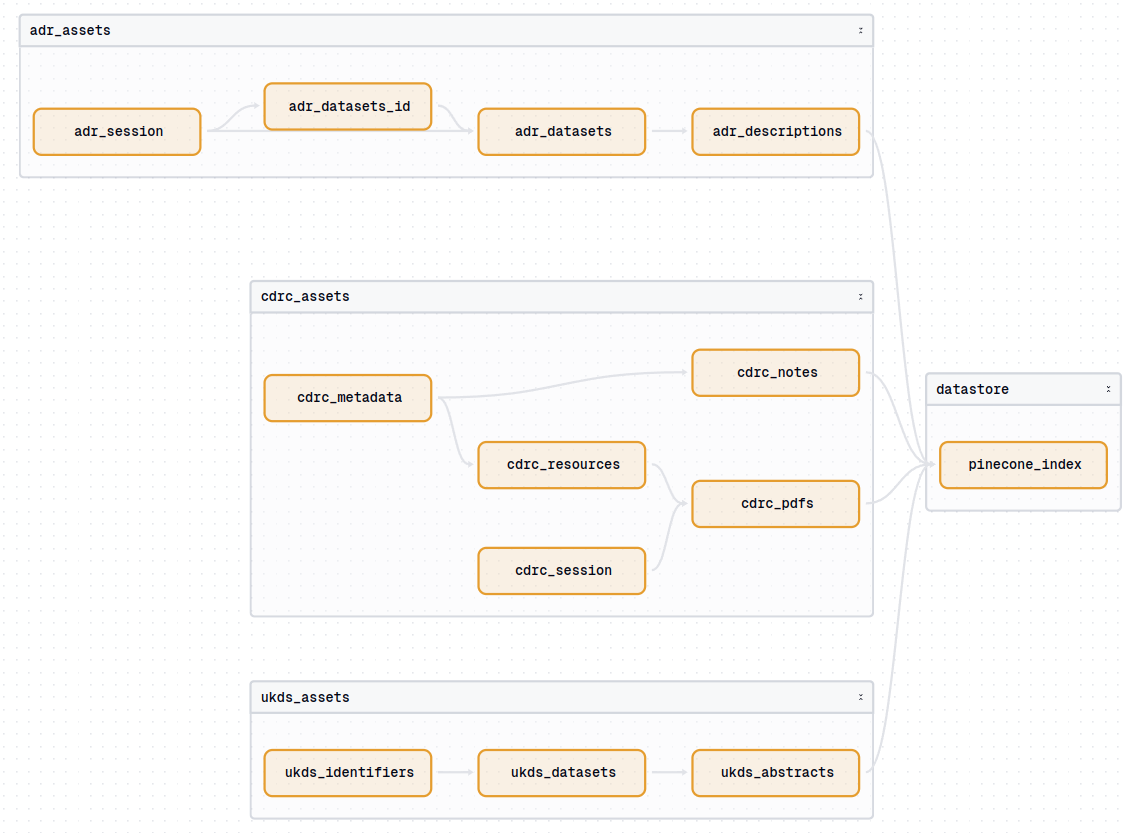 adr_assets
adr_session
adr_datasets_id
adr_datasets
adr_descriptions
cdrc_assets
cdrc_metadata
cdrc_notes
cdrc_resources
cdrc_pdfs
cdrc_session
datastore
pinecone_index
ukds_assets
ukds_identifiers
ukds_datasets
ukds_abstracts